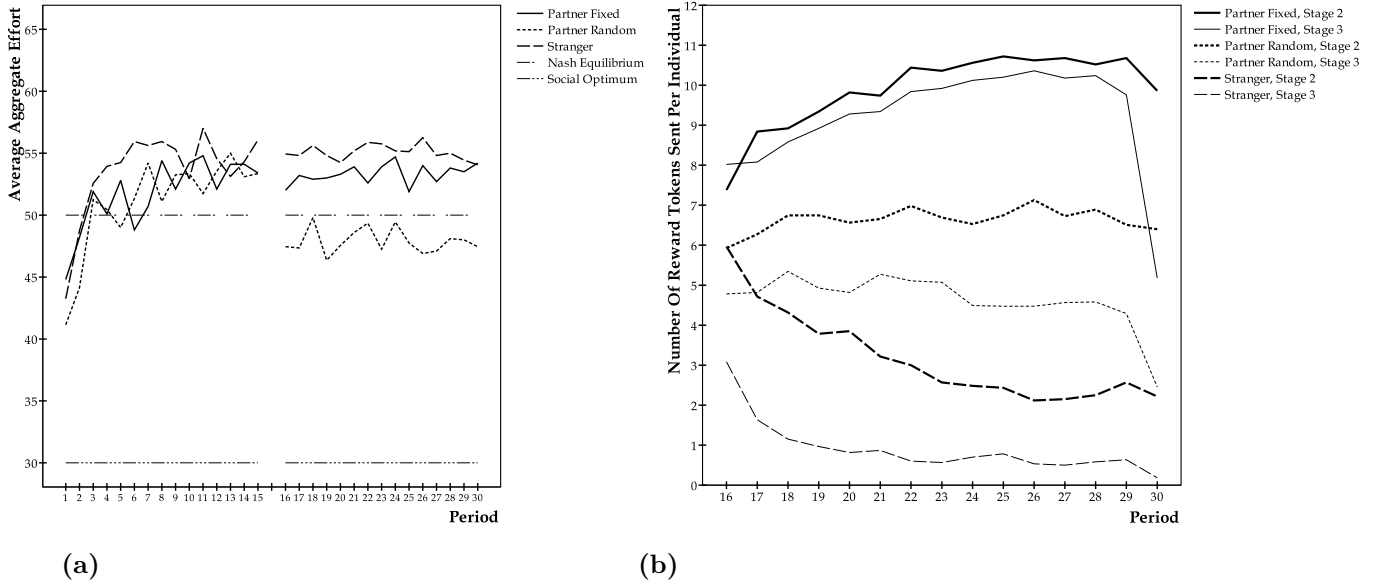 Average Aggregate Effort
65
60
55
50
45
40
35
30
1 2 3 4 5 6 7 8 9 10 11 12 13 14 15 16 17 18 19 20 21 22 23 24 25 26 27 28 29 30
Period
Partner Fixed
Partner Random
Stranger
Nash Equilibrium
Social Optimum
(a)
Number Of Reward Tokens Sent Per Individual
12
11
10
9
8
7
6
5
4
3
2
1
0
16 17 18 19 20 21 22 23 24 25 26 27 28 29 30
Period
Partner Fixed, Stage 2
Partner Fixed, Stage 3
Partner Random, Stage 2
Partner Random, Stage 3
Stranger, Stage 2
Stranger, Stage 3
(b)